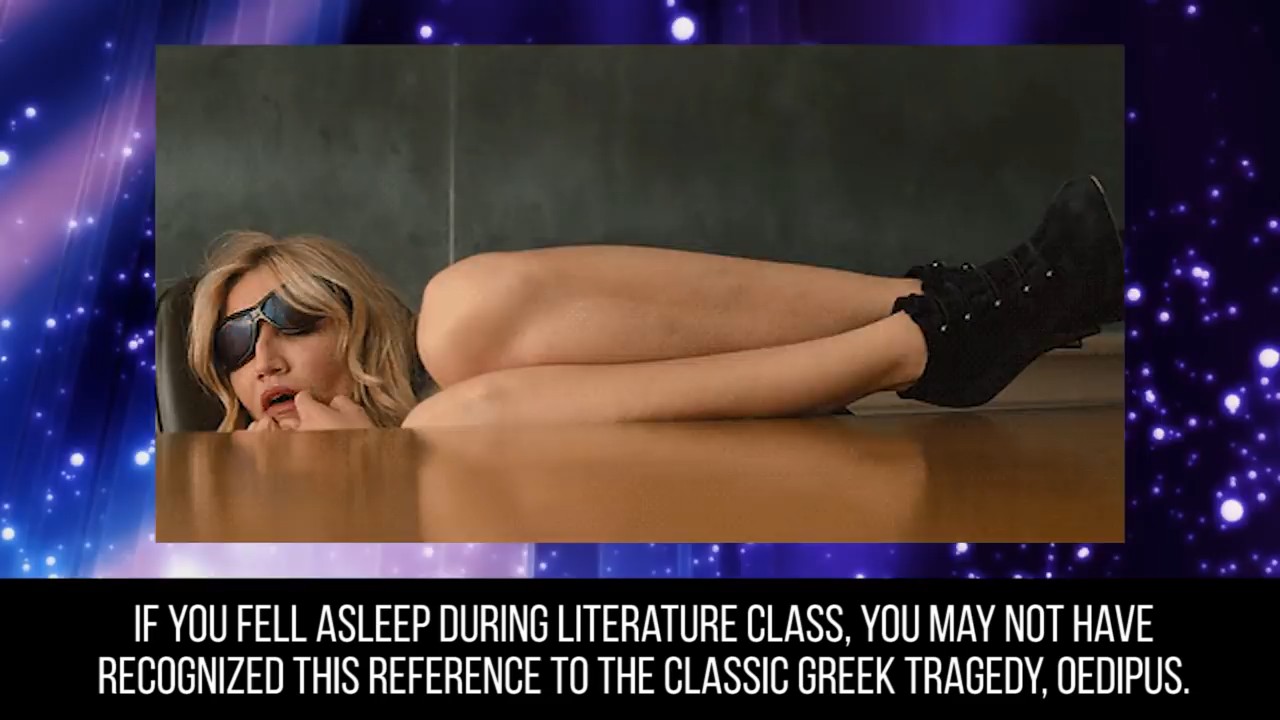 IF YOU FELL ASLEEP DURING LITERATURE CLASS, YOU MAY NOT HAVE
RECOGNIZED THIS REFERENCE TO THE CLASSIC GREEK TRAGEDY, OEDIPUS.